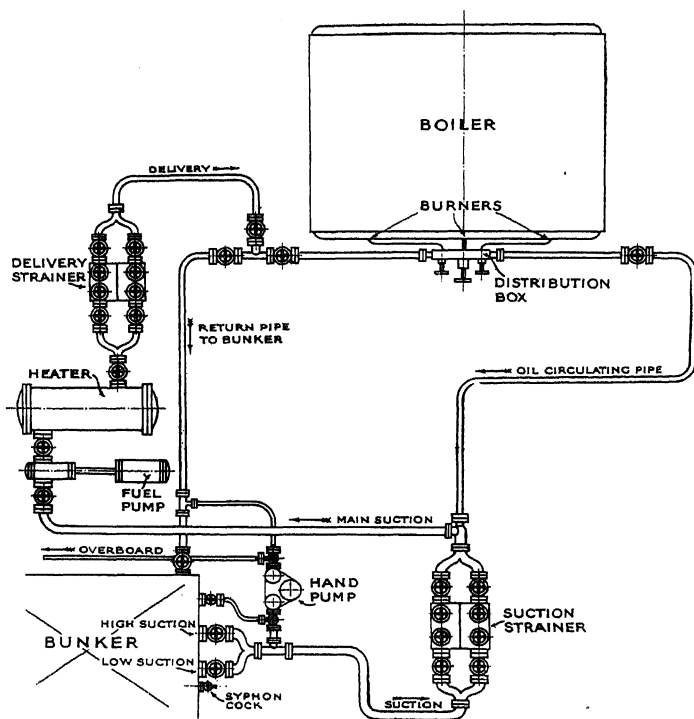 BOILER
DELIVERY
BURNERS
DELIVERY
STRAINER
DISTRIBUTION
BOX
RETURN PIPE
TO BUNKER
HEATER
OIL CIRCULATING PIPE
FUEL
PUMP
MAIN SUCTION
OVERBOARD
HAND
PUMP
SUCTION
STRAINER
HIGH SUCTION
BUNKER
LOW SUCTION
SYPHON
COCK
SUCTION